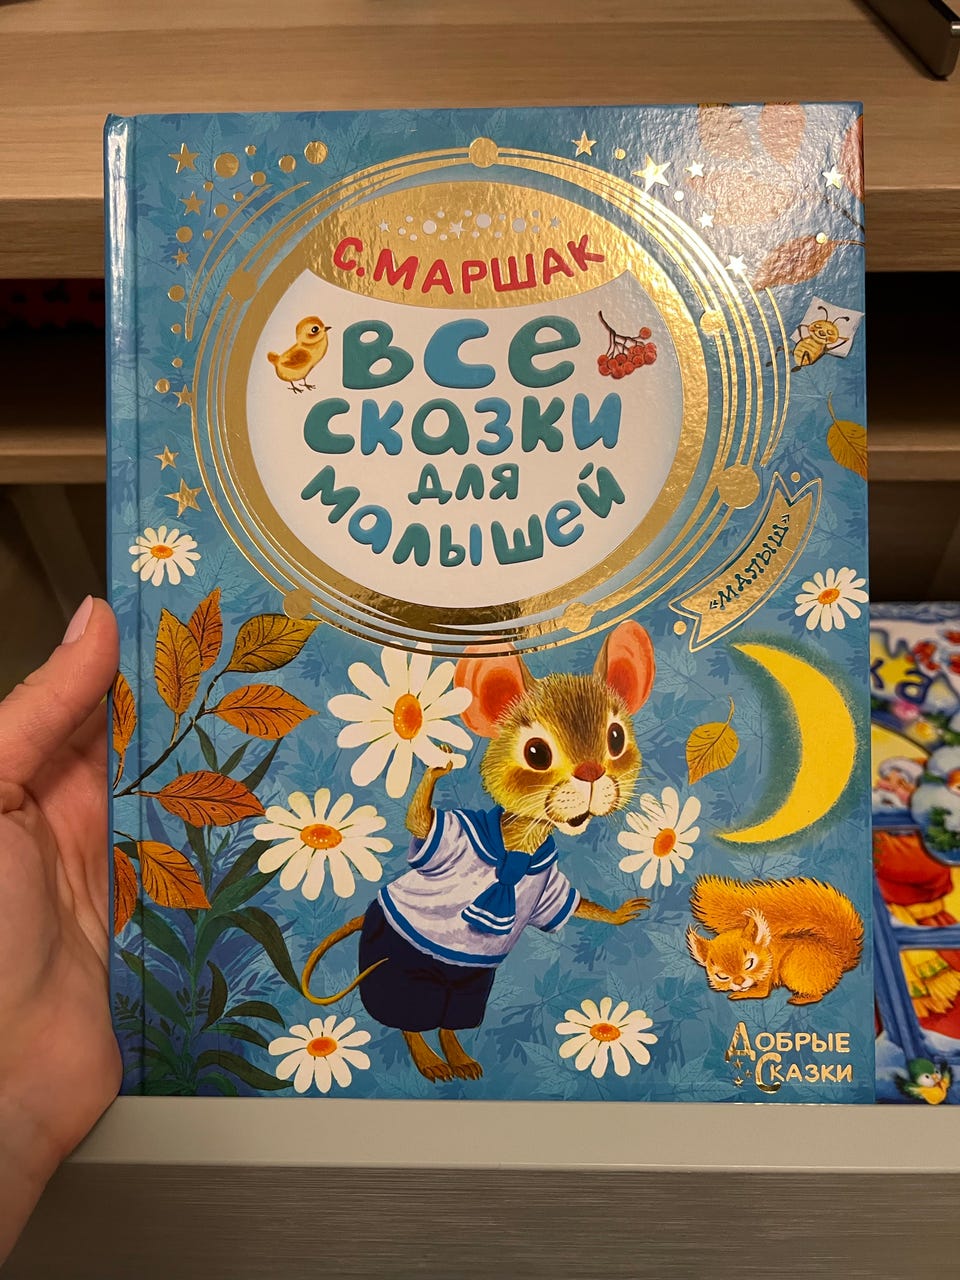 С. МАРШАК
Все
сказки
для
малышей
«МАЛЫШ»
ДОБРЫЕ
СКАЗКИ